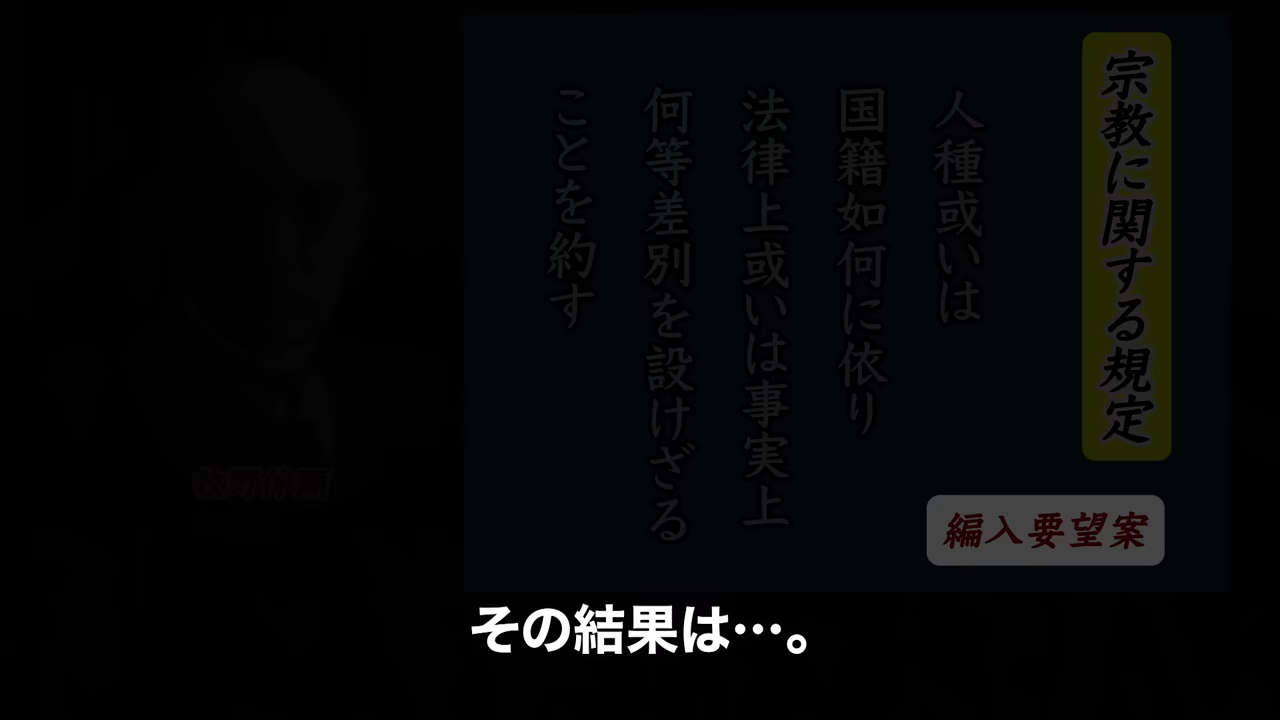 宗教に関する規定
人種或いは
国籍如何に依り
法律上或いは事実上
何等差別を設けざる
ことを約す
編入要望案
その結果は…。